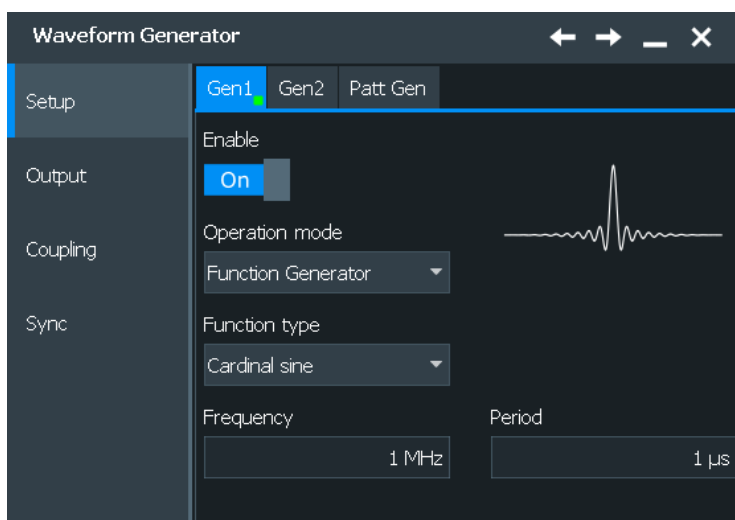 Waveform Generator
Setup
Output
Coupling
Sync
Gen1 Gen2 Patt Gen
Enable
On
Operation mode
Function Generator
Function type
Cardinal sine
Frequency Period
1 MHz 1 µs